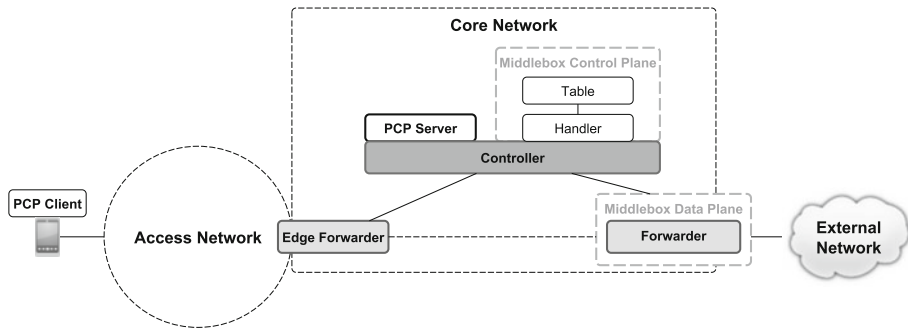 Core Network
Middlebox Control Plane
Table
PCP Server
Handler
Controller
PCP Client
Access Network
Edge Forwarder
Middlebox Data Plane
Forwarder
External
Network